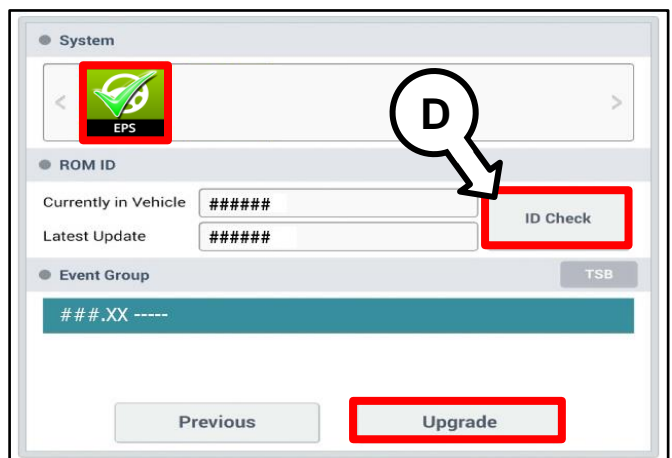 System
<
EPS
D
>
ROM ID
Currently in Vehicle ######
ID Check
Latest Update ######
Event Group
TSB
###.XX -----
Previous
Upgrade